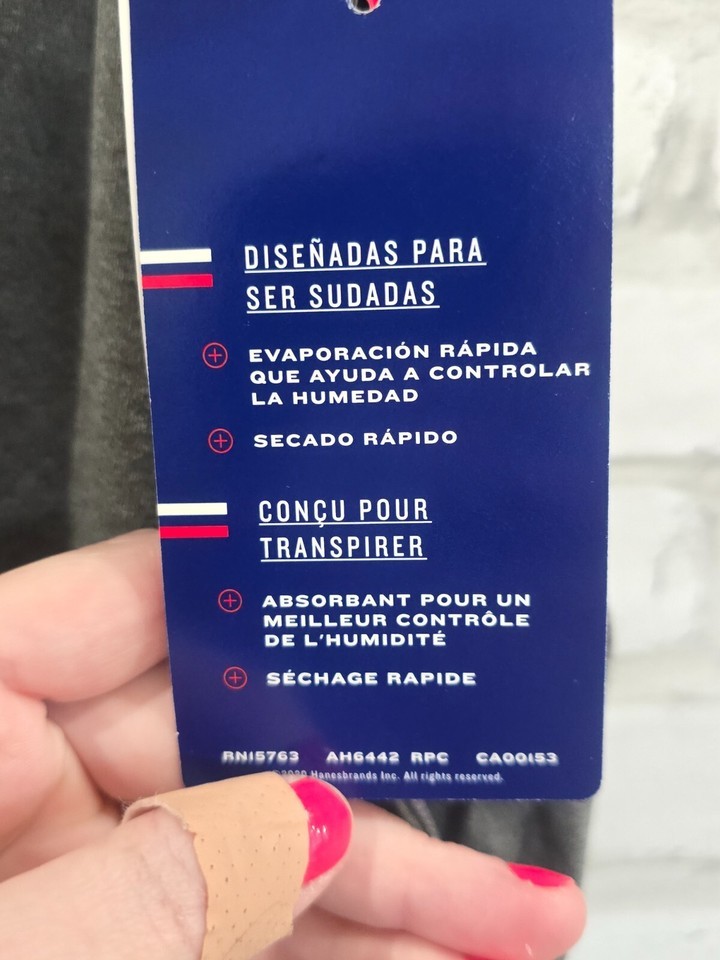 DISEÑADAS PARA
SER SUDADAS
EVAPORACIÓN RÁPIDA
QUE AYUDA A CONTROLAR
LA HUMEDAD
SECADO RÁPIDO
CONÇU POUR
TRANSPIRER
ABSORBANT POUR UN
MEILLEUR CONTRÔLE
DE L'HUMIDITÉ
SÉCHAGE RAPIDE
RN15763 AH6442 RPC CA00153
©2020 Hanesbrands Inc. All rights reserved.